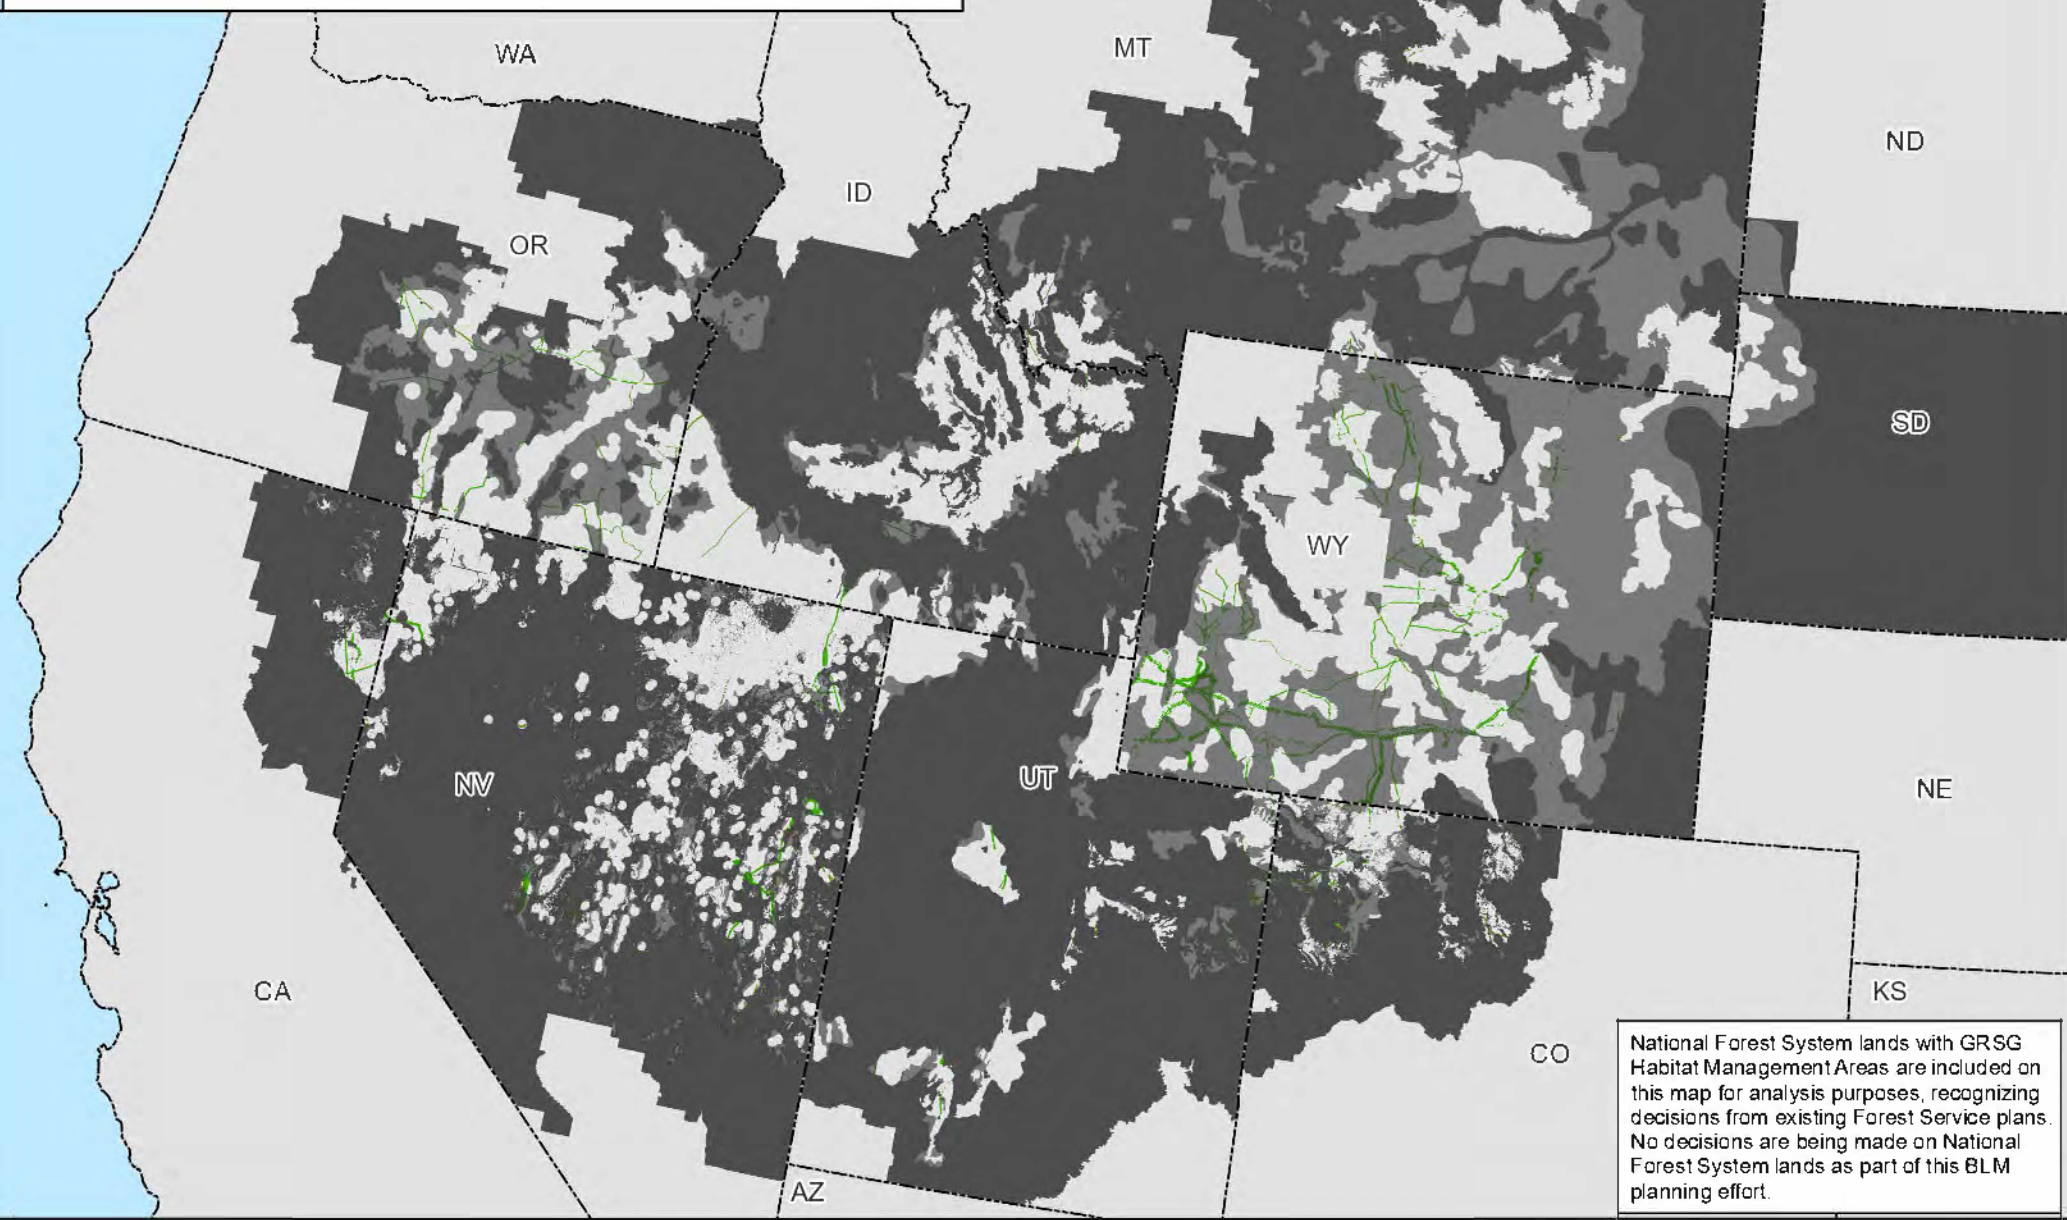 WA
MT
ND
ID
OR
SD
WY
NV
UT
NE
CA
KS
CO
AZ
National Forest System lands with GRSG
Habitat Management Areas are included on
this map for analysis purposes, recognizing
decisions from existing Forest Service plans.
No decisions are being made on National
Forest System lands as part of this BLM
planning effort.